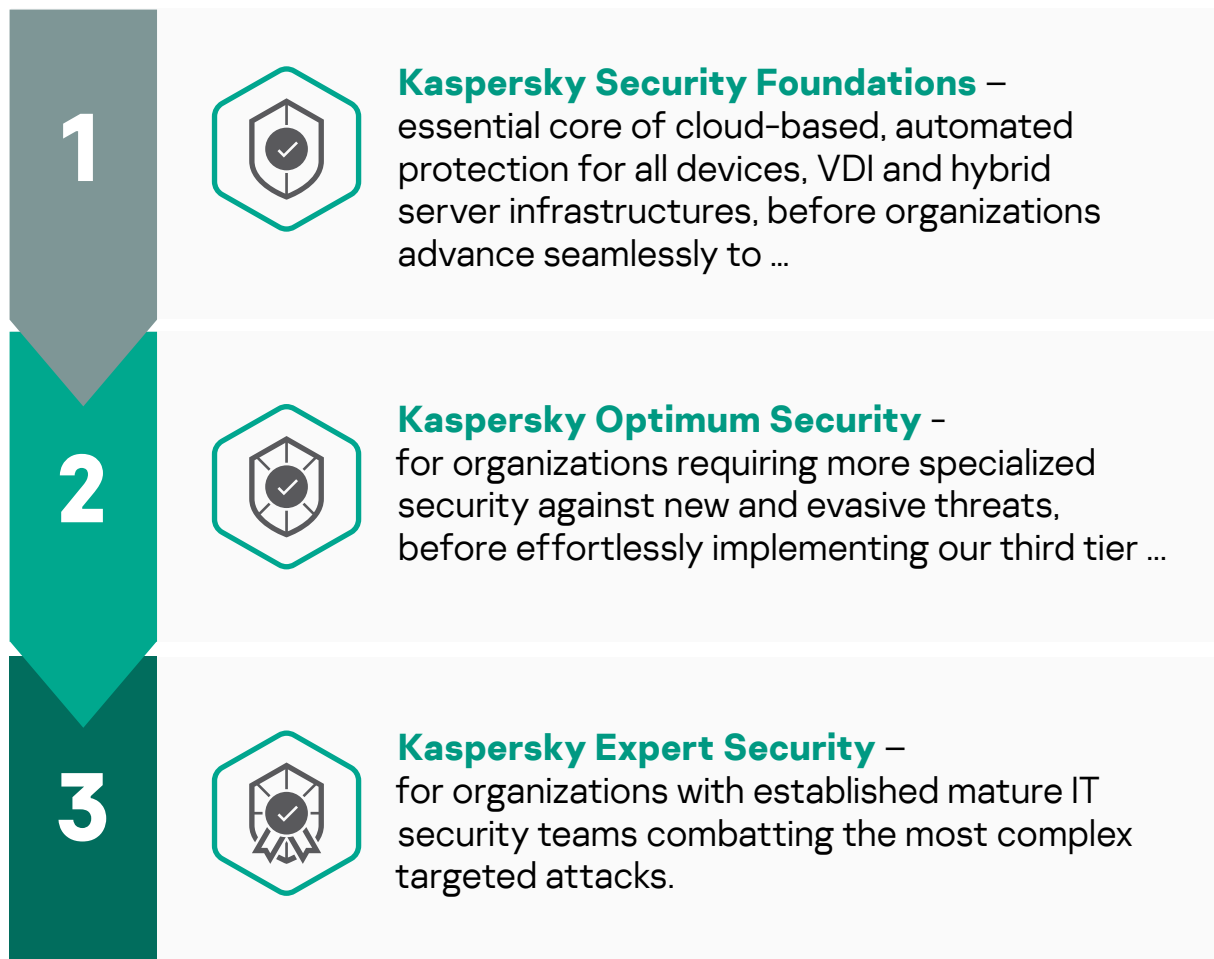 1
Kaspersky Security Foundations –
essential core of cloud-based, automated
protection for all devices, VDI and hybrid
server infrastructures, before organizations
advance seamlessly to ...
2
Kaspersky Optimum Security -
for organizations requiring more specialized
security against new and evasive threats,
before effortlessly implementing our third tier ...
3
Kaspersky Expert Security –
for organizations with established mature IT
security teams combatting the most complex
targeted attacks.